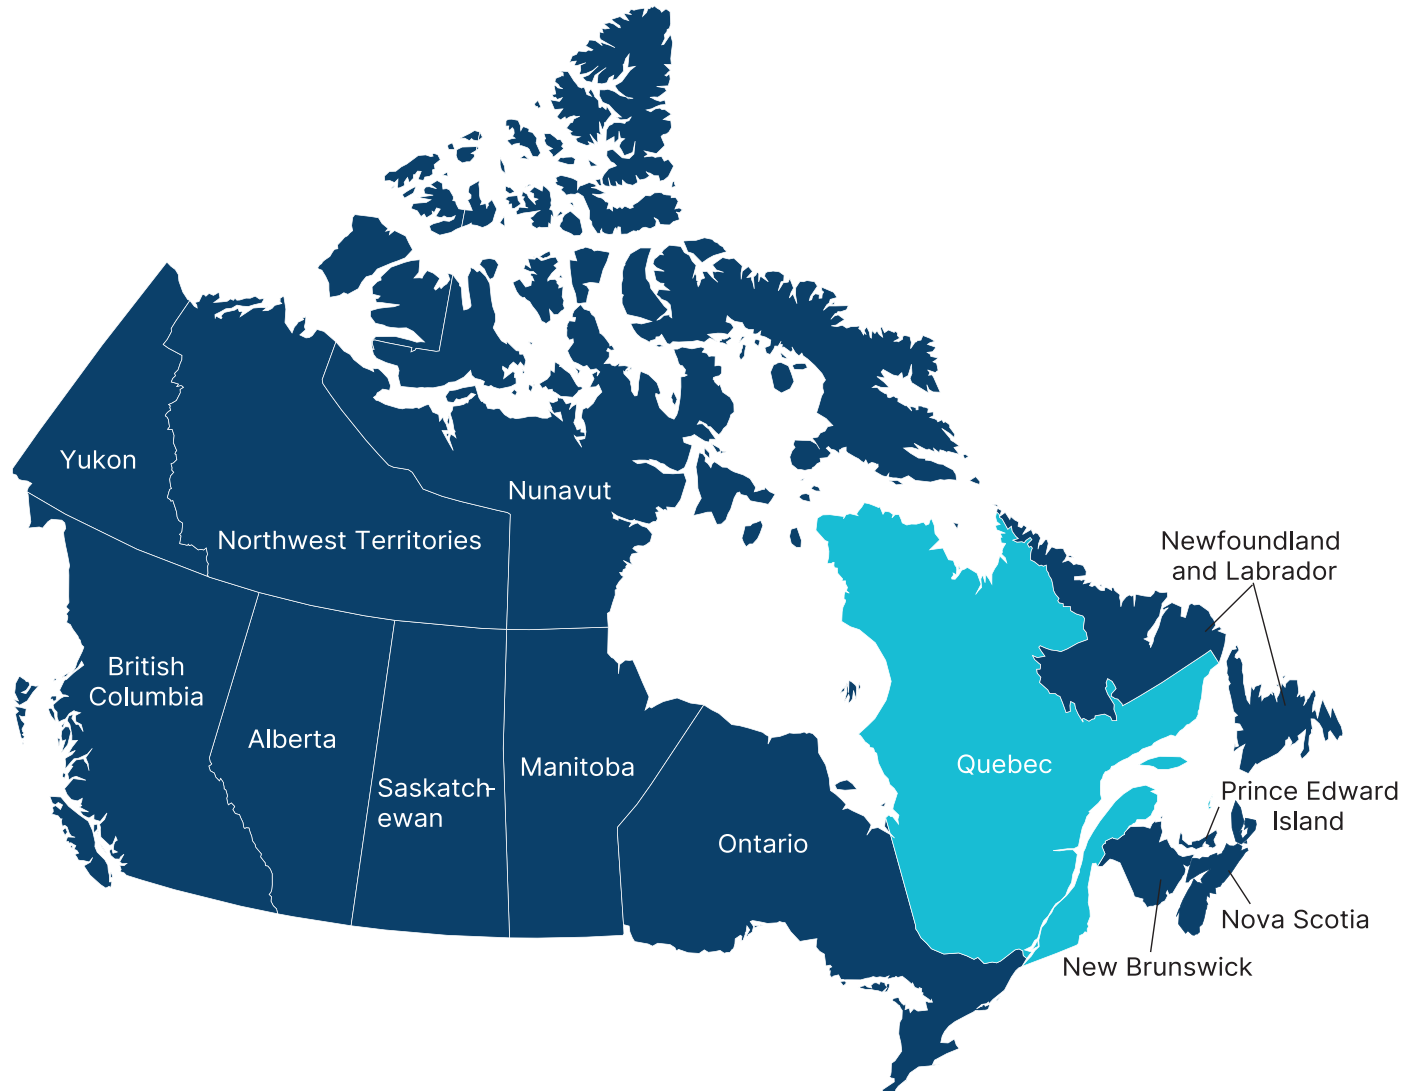 Yukon
Nunavut
Northwest Territories
Newfoundland
and Labrador
British
Columbia
Alberta
Saskatch-
ewan
Manitoba
Quebec
Prince Edward
Island
Ontario
Nova Scotia
New Brunswick